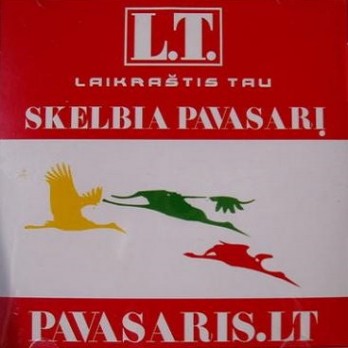 L.T.
LAIKRAŠTIS TAU
SKELBIA PAVASARĮ
PAVASARIS.LT